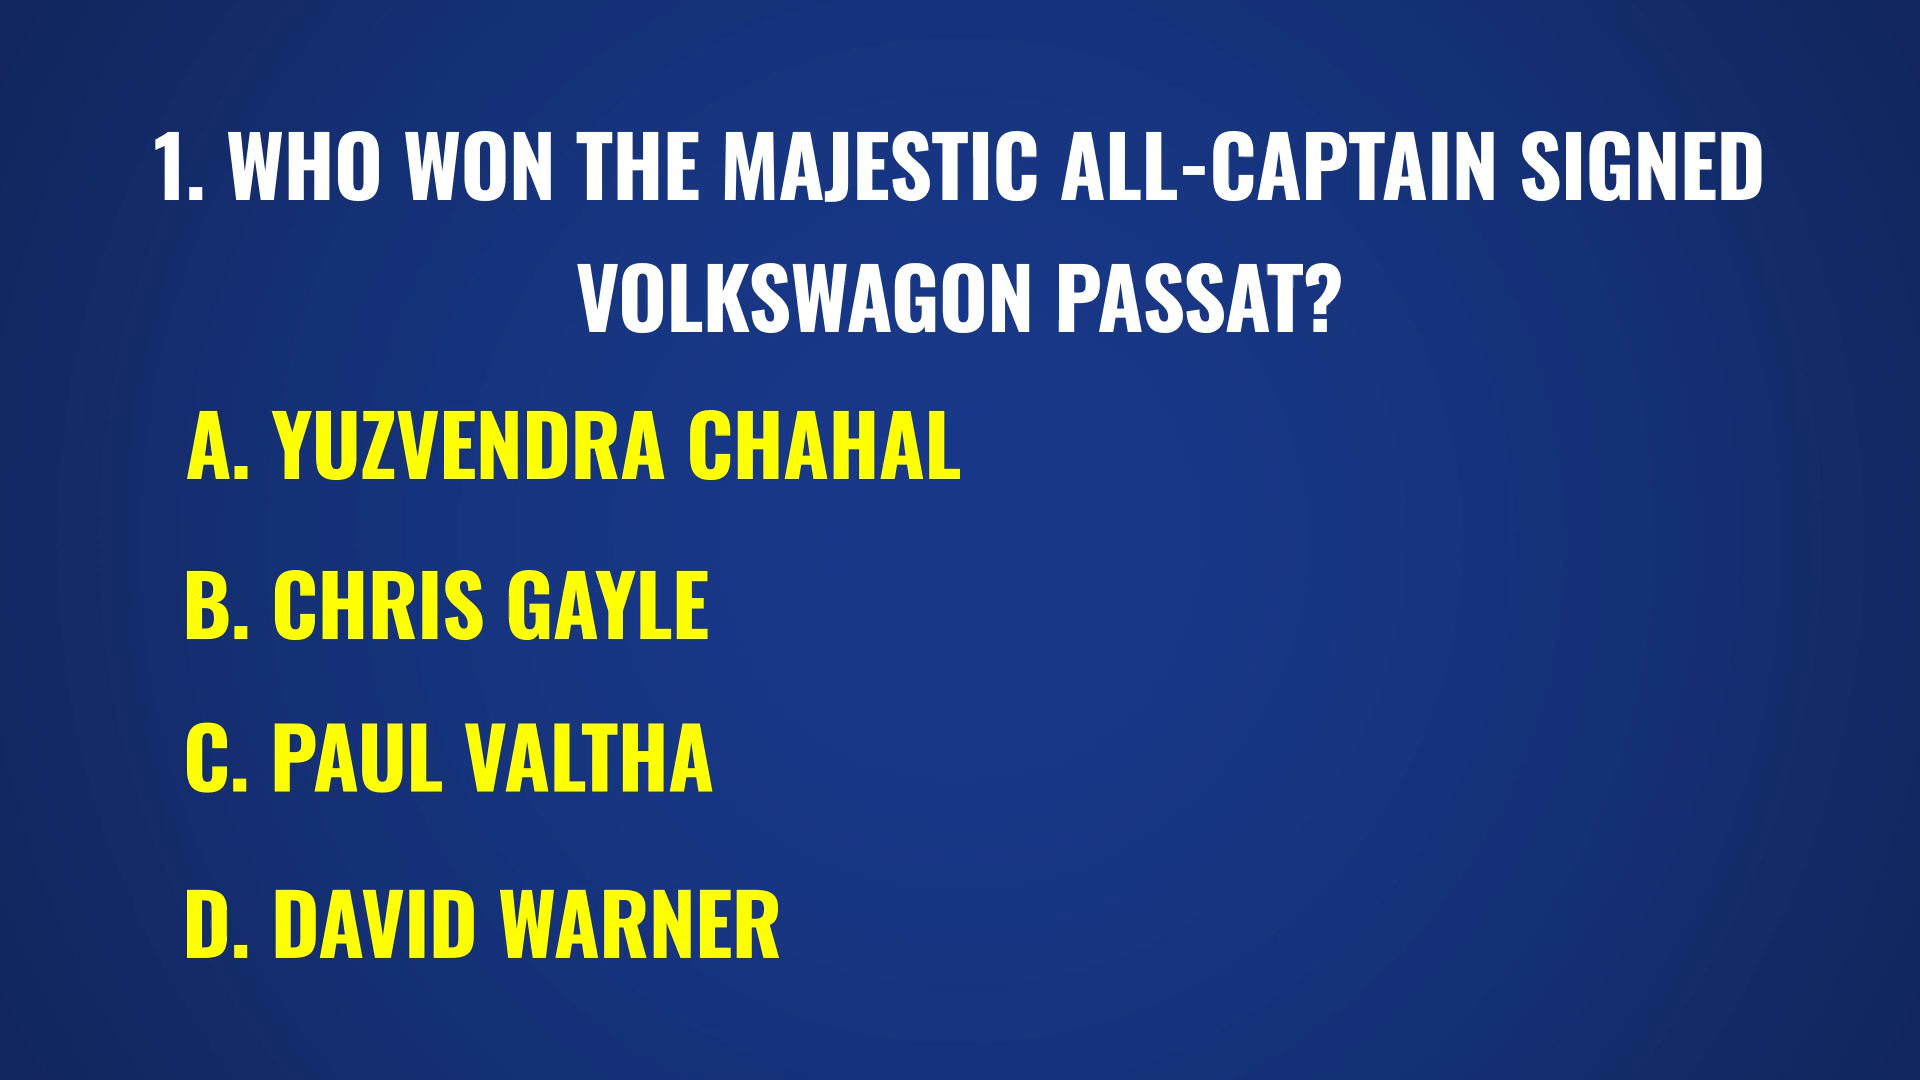 1. WHO WON THE MAJESTIC ALL-CAPTAIN SIGNED
VOLKSWAGON PASSAT?
A. YUZVENDRA CHAHAL
B. CHRIS GAYLE
C. PAUL VALTHA
D. DAVID WARNER